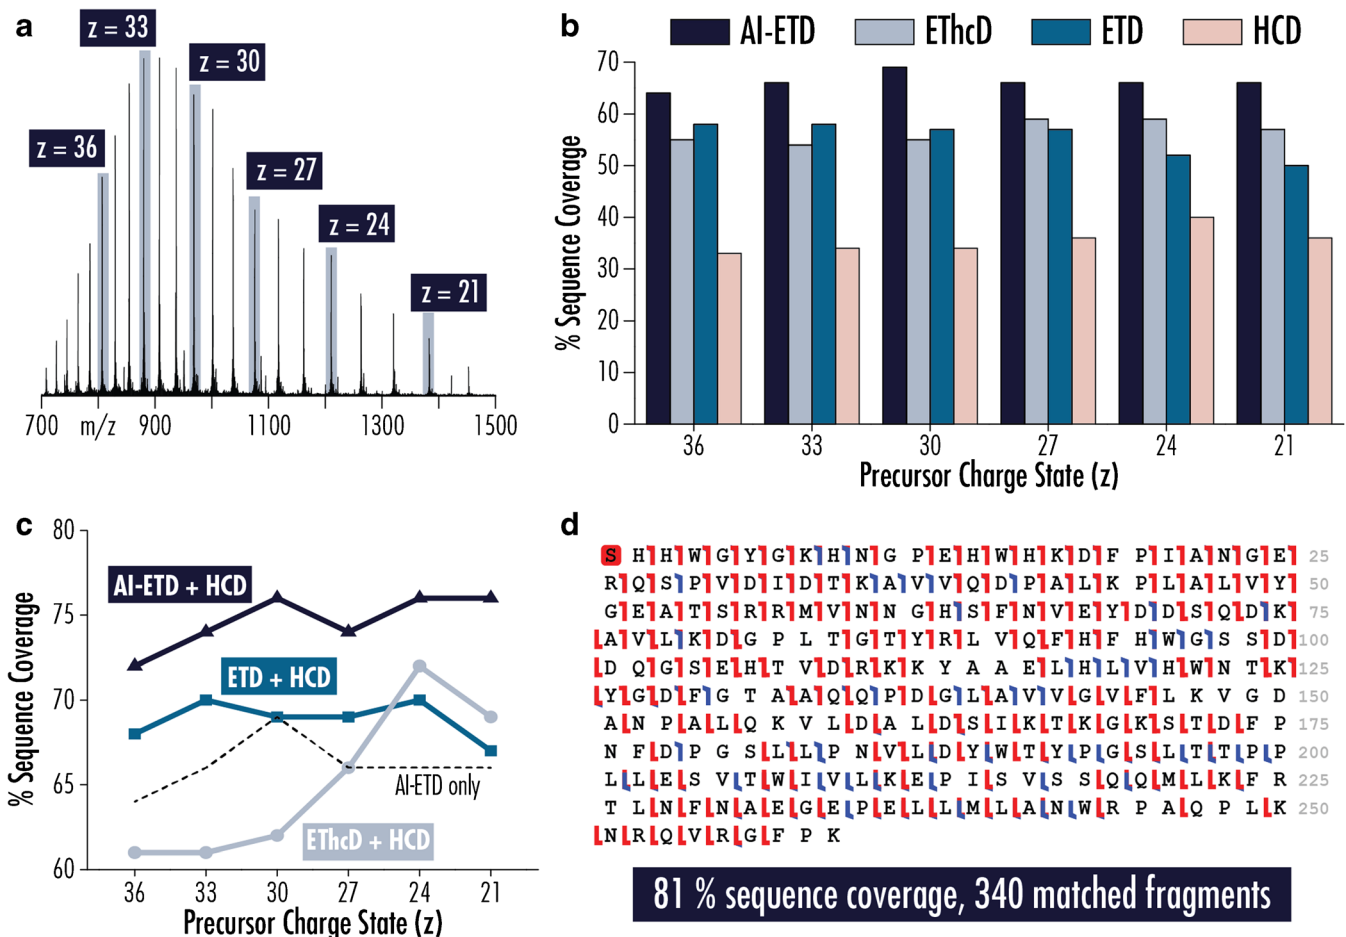 a
z = 33
z = 30
z = 36
z = 27
z = 24
z = 21
700 m/z 900 1100 1300 1500
b
AI-ETD EThcD ETD HCD
% Sequence Coverage
70
60
50
40
30
20
10
0
36 33 30 27 24 21
Precursor Charge State (z)
c
% Sequence Coverage
80
75
70
65
60
AI-ETD + HCD
ETD + HCD
AI-ETD only
EThcD + HCD
36 33 30 27 24 21
Precursor Charge State (z)
d
S H H W G Y G K H N G P E H W H K D F P I A N G E 25
R Q S P V D I D T K A V V Q D P A L K P L A L V Y 50
G E A T S R R M V N N G H S F N V E Y D D S Q D K 75
A V L K D G P L T G T Y R L V Q F H F H W G S S D 100
D Q G S E H T V D R K K Y A A E L H L V H W N T K 125
Y G D F G T A A Q Q P D G L A V V G V F L K V G D 150
A N P A L Q K V L D A L D S I K T K G K S T D F P 175
N F D P G S L L P N V L D Y W T Y P G S L T T P P 200
L L E S V T W I V L K E P I S V S S Q Q M L K F R 225
T L N F N A E G E P E L L M L A N W R P A Q P L K 250
N R Q V R G F P K
81 % sequence coverage, 340 matched fragments